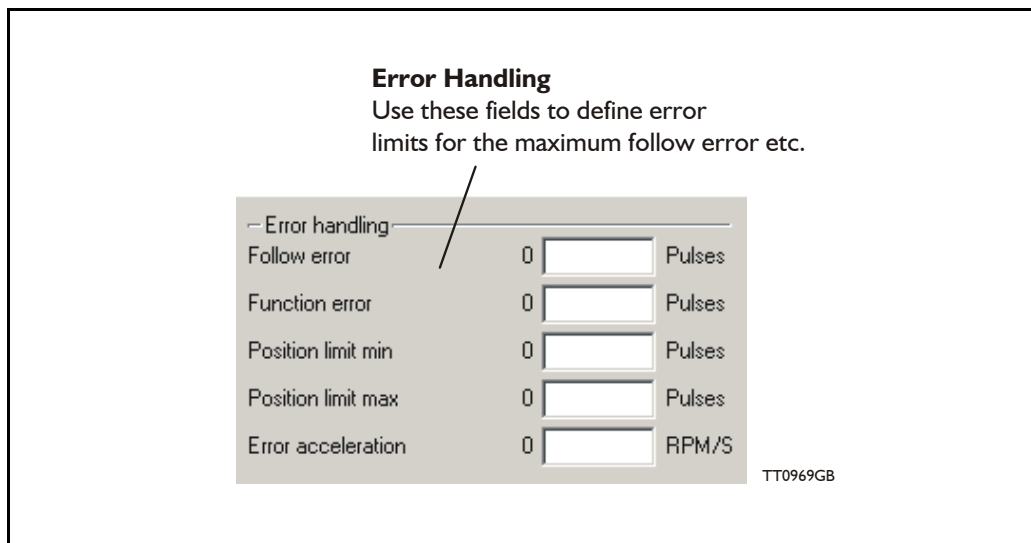 Error Handling
Use these fields to define error
limits for the maximum follow error etc.
Error handling
Follow error 0 Pulses
Function error 0 Pulses
Position limit min 0 Pulses
Position limit max 0 Pulses
Error acceleration 0 RPM/S
TT0969GB